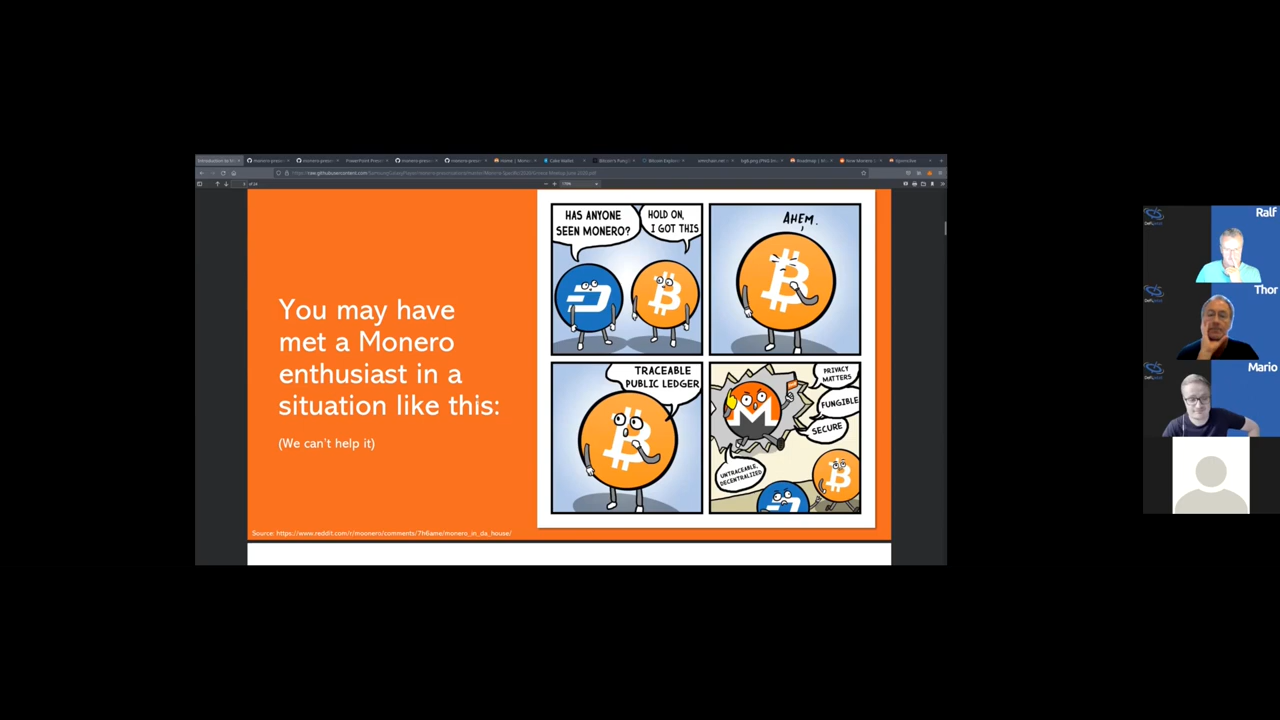 You may have
met a Monero
enthusiast in a
situation like this:
(We can't help it)
Source: https://www.reddit.com/r/moonero/comments/7h6ame/monero_in_da_house/
HAS ANYONE
SEEN MONERO?
HOLD ON,
I GOT THIS
AHEM.
TRACEABLE
PUBLIC LEDGER
PRIVACY
MATTERS
FUNGIBLE
SECURE
UNTRACEABLE,
DECENTRALIZED
Ralf
Thor
Mario